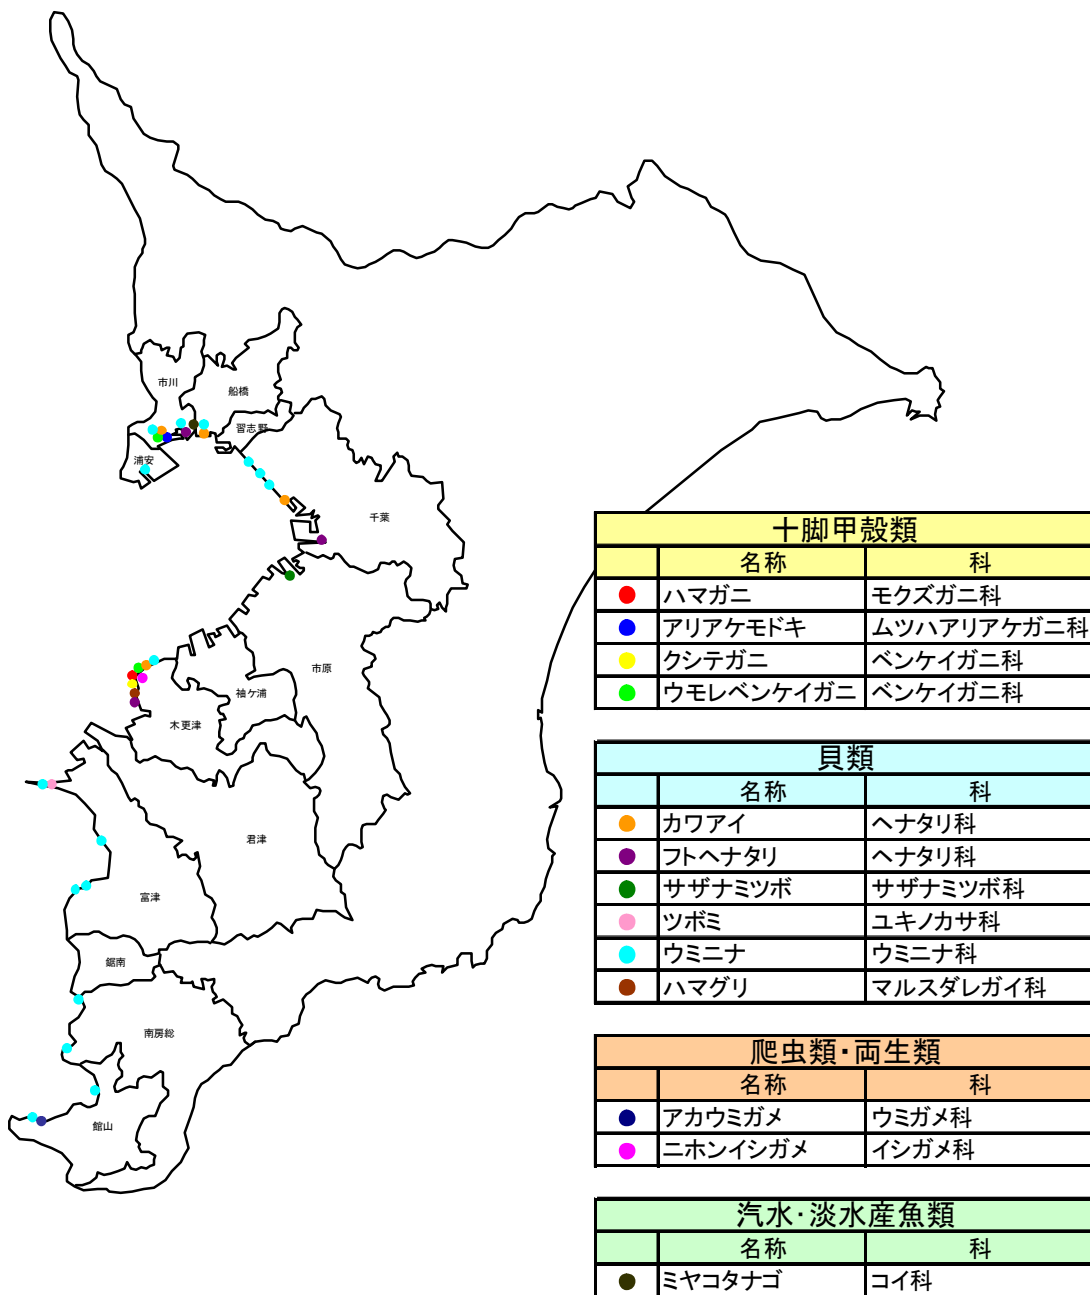 市川
船橋
習志野
浦安
千葉
市原
袖ケ浦
木更津
君津
富津
鋸南
南房総
館山
十脚甲殻類
名称 科
ハマガニ モクズガニ科
アリアケモドキ ムツハアリアケガニ科
クシテガニ ベンケイガニ科
ウモレベンケイガニ ベンケイガニ科
貝類
名称 科
カワアイ ヘナタリ科
フトヘナタリ ヘナタリ科
サザナミツボ サザナミツボ科
ツボミ ユキノカサ科
ウミニナ ウミニナ科
ハマグリ マルスダレガイ科
爬虫類・両生類
名称 科
アカウミガメ ウミガメ科
ニホンイシガメ イシガメ科
汽水・淡水産魚類
名称 科
ミヤコタナゴ コイ科